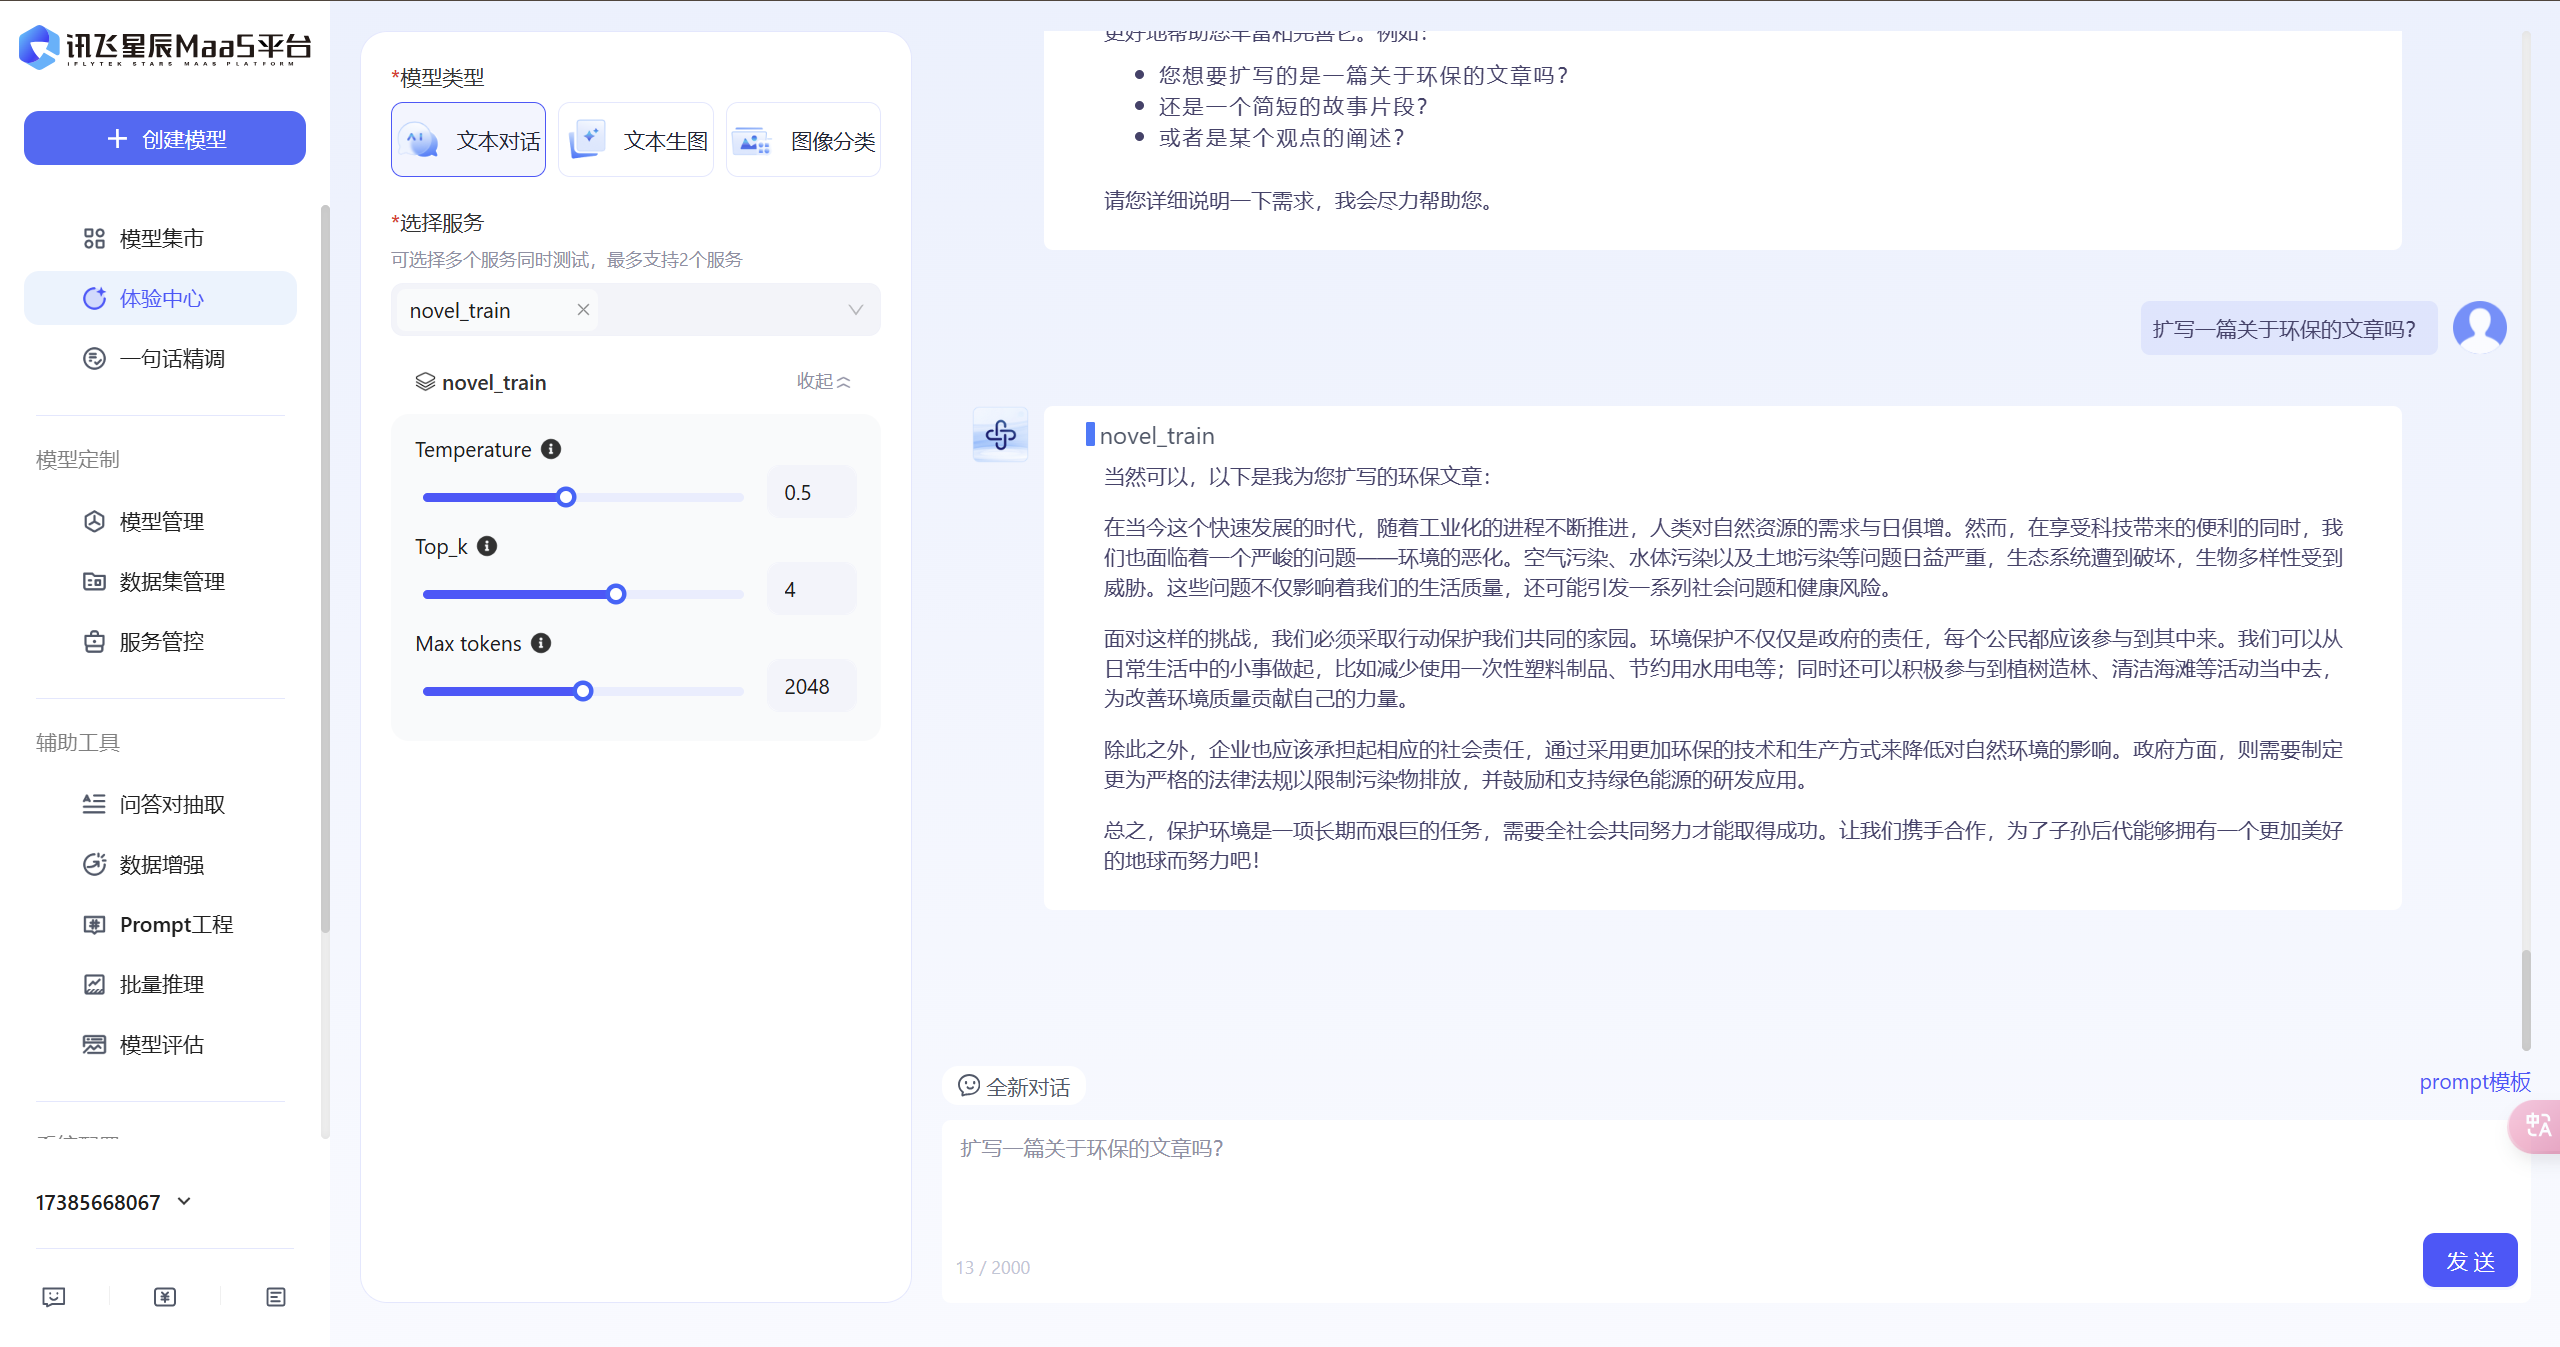 讯飞星辰MaaS平台
IFLYTEK STARS MAAS PLATFORM
创建模型
模型集市
体验中心
一句话精调
模型定制
模型管理
数据集管理
服务管控
辅助工具
问答对抽取
数据增强
Prompt工程
批量推理
模型评估
17385668067
*模型类型
文本对话
文本生图
图像分类
*选择服务
可选择多个服务同时测试，最多支持2个服务
novel_train
novel_train
收起
Temperature
0.5
Top_k
4
Max tokens
2048
更好地帮助您丰富和完善它。例如：
您想要扩写的是一篇关于环保的文章吗？
还是一个简短的故事片段？
或者是某个观点的阐述？
请您详细说明一下需求，我会尽力帮助您。
扩写一篇关于环保的文章吗？
novel_train
当然可以，以下是我为您扩写的环保文章：
在当今这个快速发展的时代，随着工业化的进程不断推进，人类对自然资源的需求与日俱增。然而，在享受科技带来的便利的同时，我
们也面临着一个严峻的问题——环境的恶化。空气污染、水体污染以及土地污染等问题日益严重，生态系统遭到破坏，生物多样性受到
威胁。这些问题不仅影响着我们的生活质量，还可能引发一系列社会问题和健康风险。
面对这样的挑战，我们必须采取行动保护我们共同的家园。环境保护不仅仅是政府的责任，每个公民都应该参与到其中来。我们可以从
日常生活中的小事做起，比如减少使用一次性塑料制品、节约用水用电等；同时还可以积极参与到植树造林、清洁海滩等活动当中去，
为改善环境质量贡献自己的力量。
除此之外，企业也应该承担起相应的社会责任，通过采用更加环保的技术和生产方式来降低对自然环境的影响。政府方面，则需要制定
更为严格的法律法规以限制污染物排放，并鼓励和支持绿色能源的研发应用。
总之，保护环境是一项长期而艰巨的任务，需要全社会共同努力才能取得成功。让我们携手合作，为了子孙后代能够拥有一个更加美好
的地球而努力吧！
全新对话
prompt模板
扩写一篇关于环保的文章吗？
13 / 2000
发送